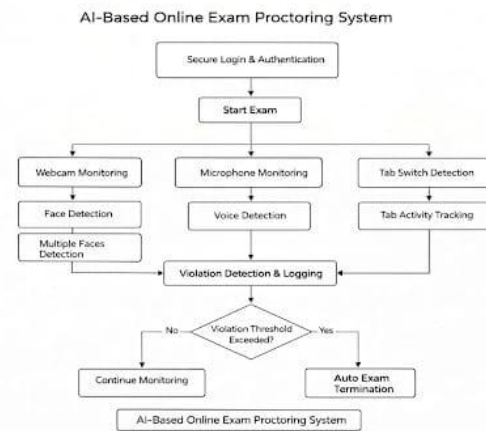 AI-Based Online Exam Proctoring System
Secure Login & Authentication
Start Exam
Webcam Monitoring
Microphone Monitoring
Tab Switch Detection
Face Detection
Voice Detection
Tab Activity Tracking
Multiple Faces
Detection
Violation Detection & Logging
No
Violation Threshold
Exceeded?
Yes
Continue Monitoring
Auto Exam
Termination
AI-Based Online Exam Proctoring System